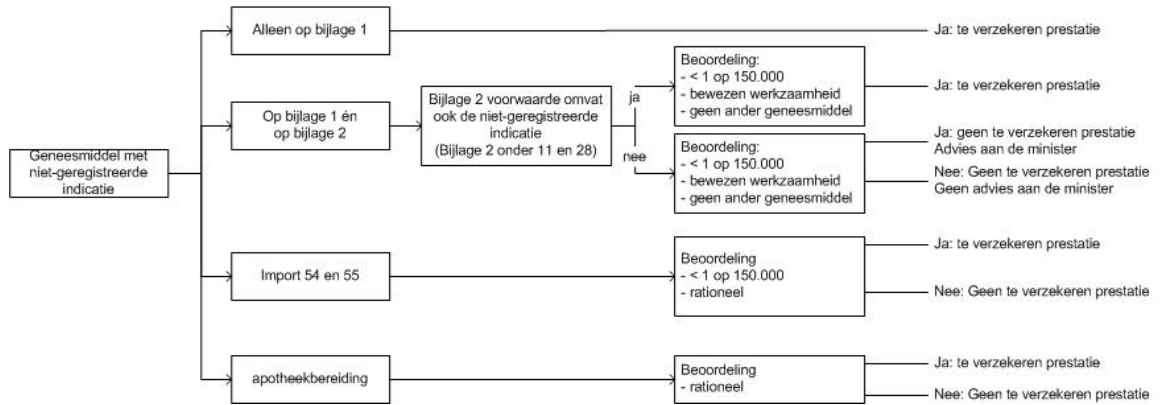 Geneesmiddel met
niet-geregistreerde
indicatie
Alleen op bijlage 1
Ja: te verzekeren prestatie
Op bijlage 1 én
op bijlage 2
Bijlage 2 voorwaarde omvat
ook de niet-geregistreerde
indicatie
(Bijlage 2 onder 11 en 28)
ja
nee
Beoordeling:
- < 1 op 150.000
- bewezen werkzaamheid
- geen ander geneesmiddel
Ja: te verzekeren prestatie
Beoordeling:
- < 1 op 150.000
- bewezen werkzaamheid
- geen ander geneesmiddel
Ja: geen te verzekeren prestatie
Advies aan de minister
Nee: Geen te verzekeren prestatie
Geen advies aan de minister
Import 54 en 55
Beoordeling
- < 1 op 150.000
- rationeel
Ja: te verzekeren prestatie
Nee: Geen te verzekeren prestatie
apotheekbereiding
Beoordeling
- rationeel
Ja: te verzekeren prestatie
Nee: Geen te verzekeren prestatie